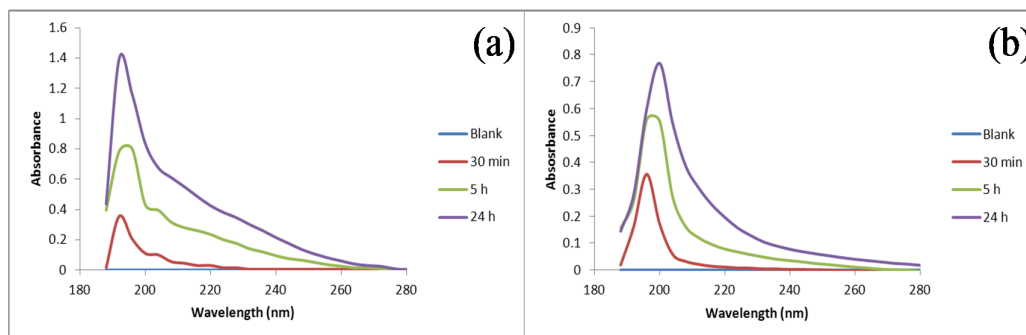 (a)
1.6
1.4
1.2
1
0.8
0.6
0.4
0.2
0
Absorbance
180 200 220 240 260 280
Wavelength (nm)
Blank
30 min
5 h
24 h
(b)
0.9
0.8
0.7
0.6
0.5
0.4
0.3
0.2
0.1
0
Absorbance
180 200 220 240 260 280
Wavelength (nm)
Blank
30 min
5 h
24 h